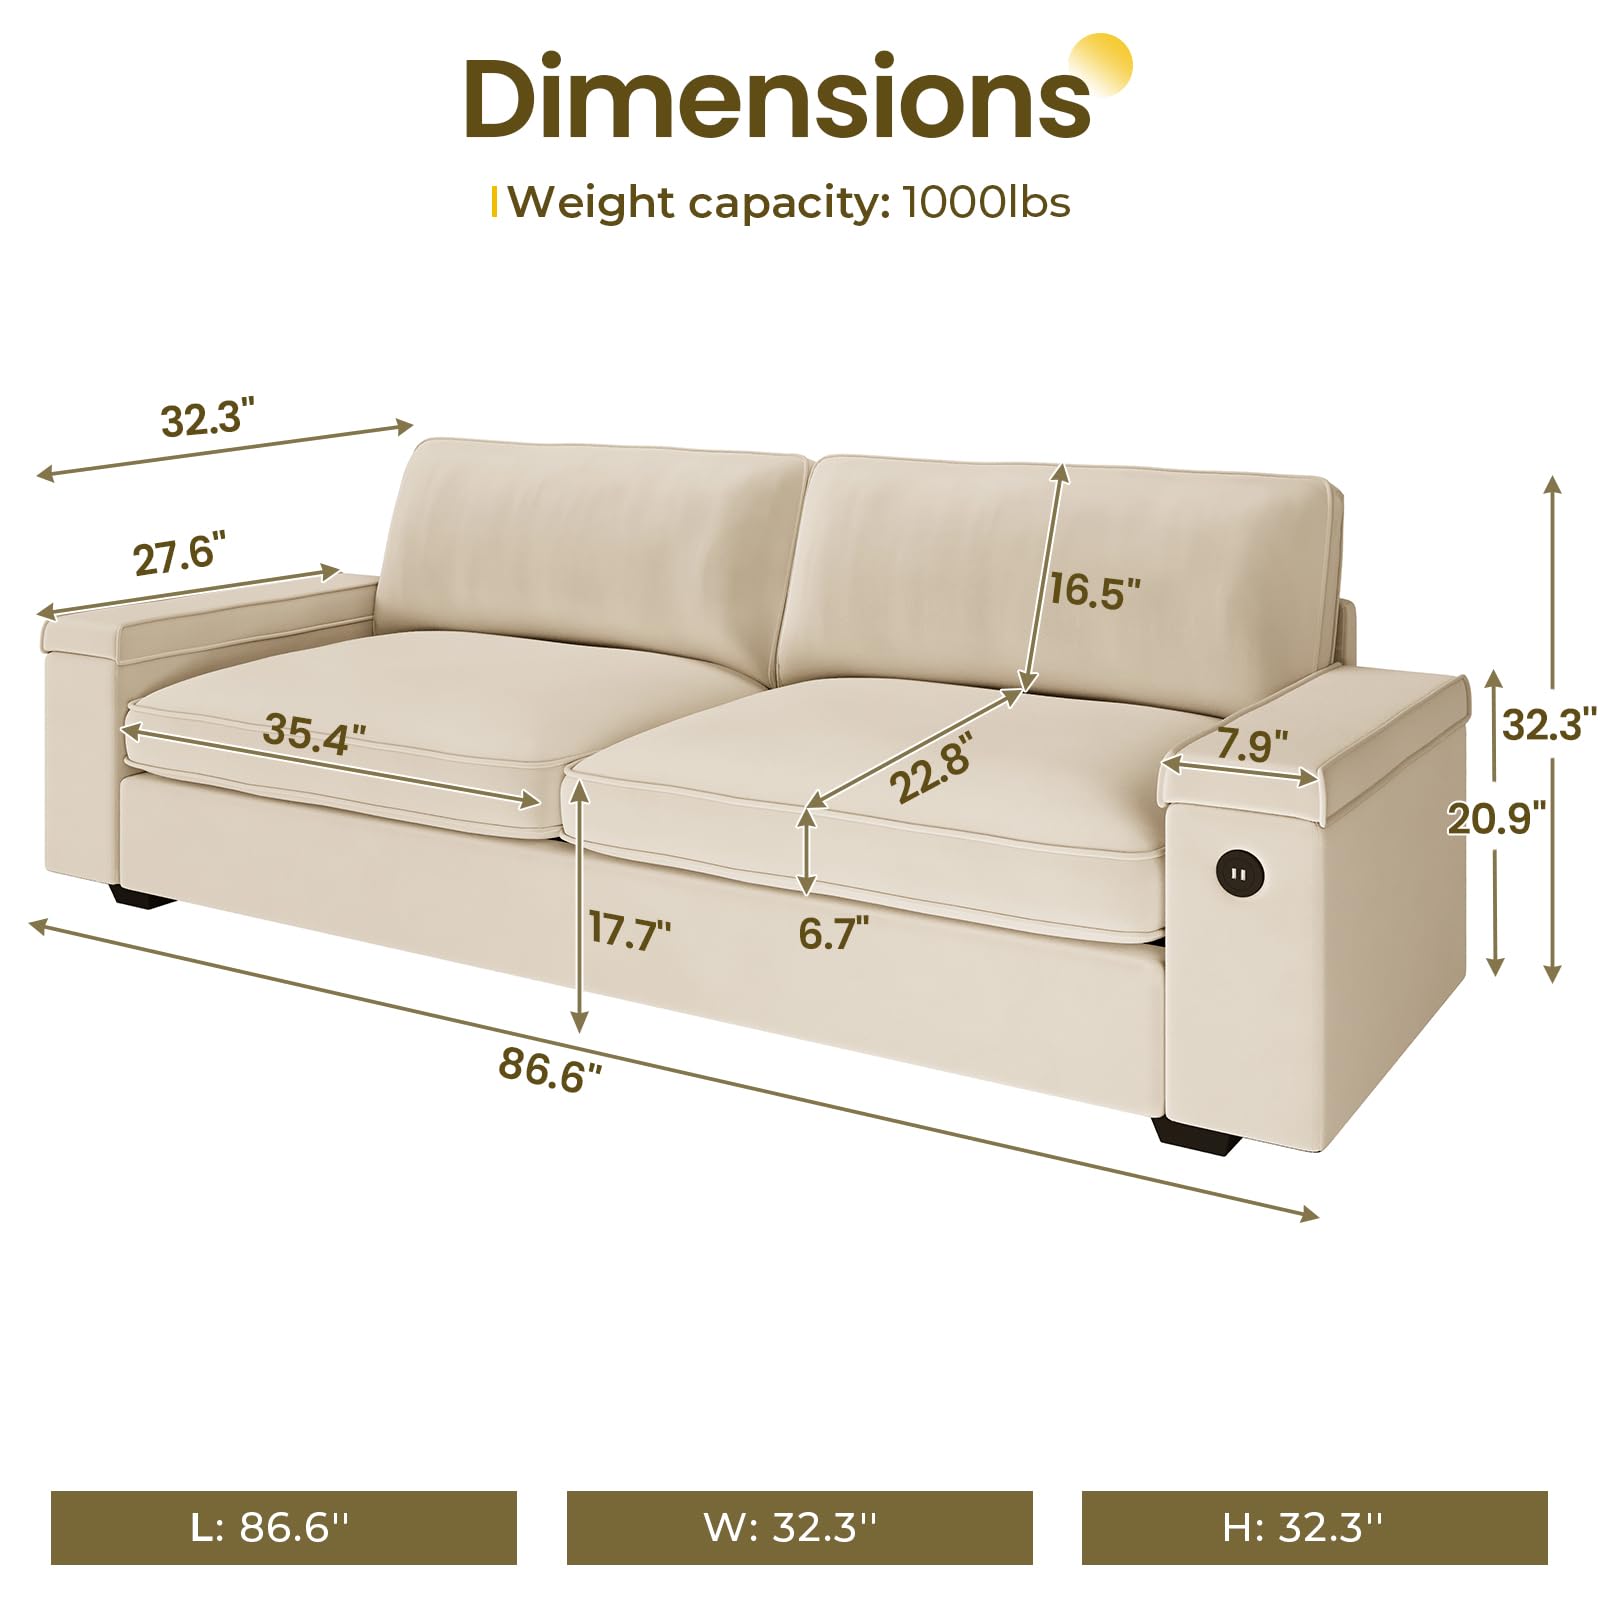 Dimensions
Weight capacity: 1000lbs
32.3"
27.6"
16.5"
32.3"
35.4"
22.8"
7.9"
20.9"
17.7"
6.7"
86.6"
L: 86.6''
W: 32.3''
H: 32.3''